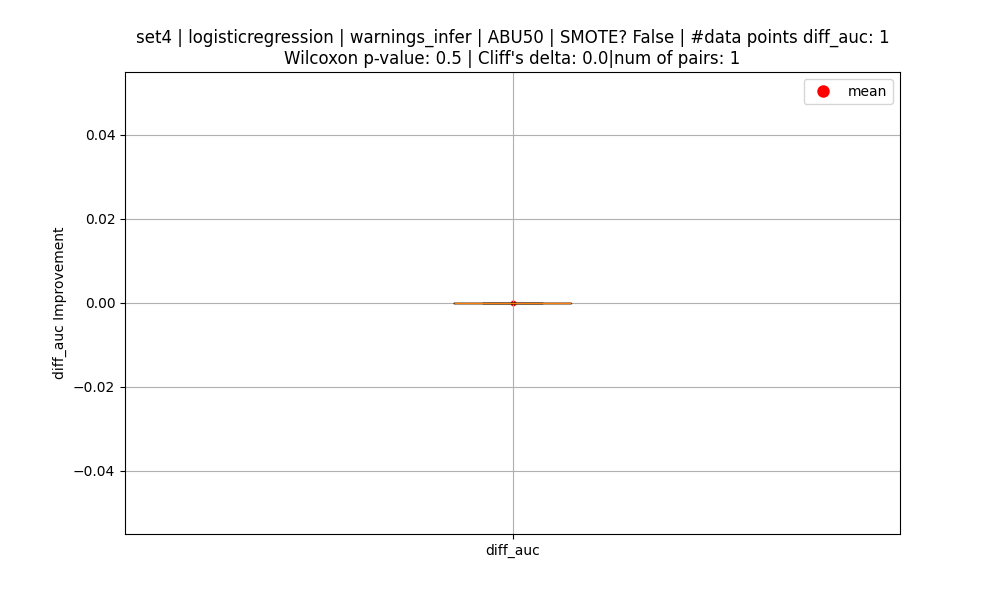 set4 | logisticregression | warnings_infer | ABU50 | SMOTE? False | #data points diff_auc: 1
Wilcoxon p-value: 0.5 | Cliff's delta: 0.0|num of pairs: 1
mean
0.04
0.02
0.00
−0.02
−0.04
diff_auc Improvement
diff_auc